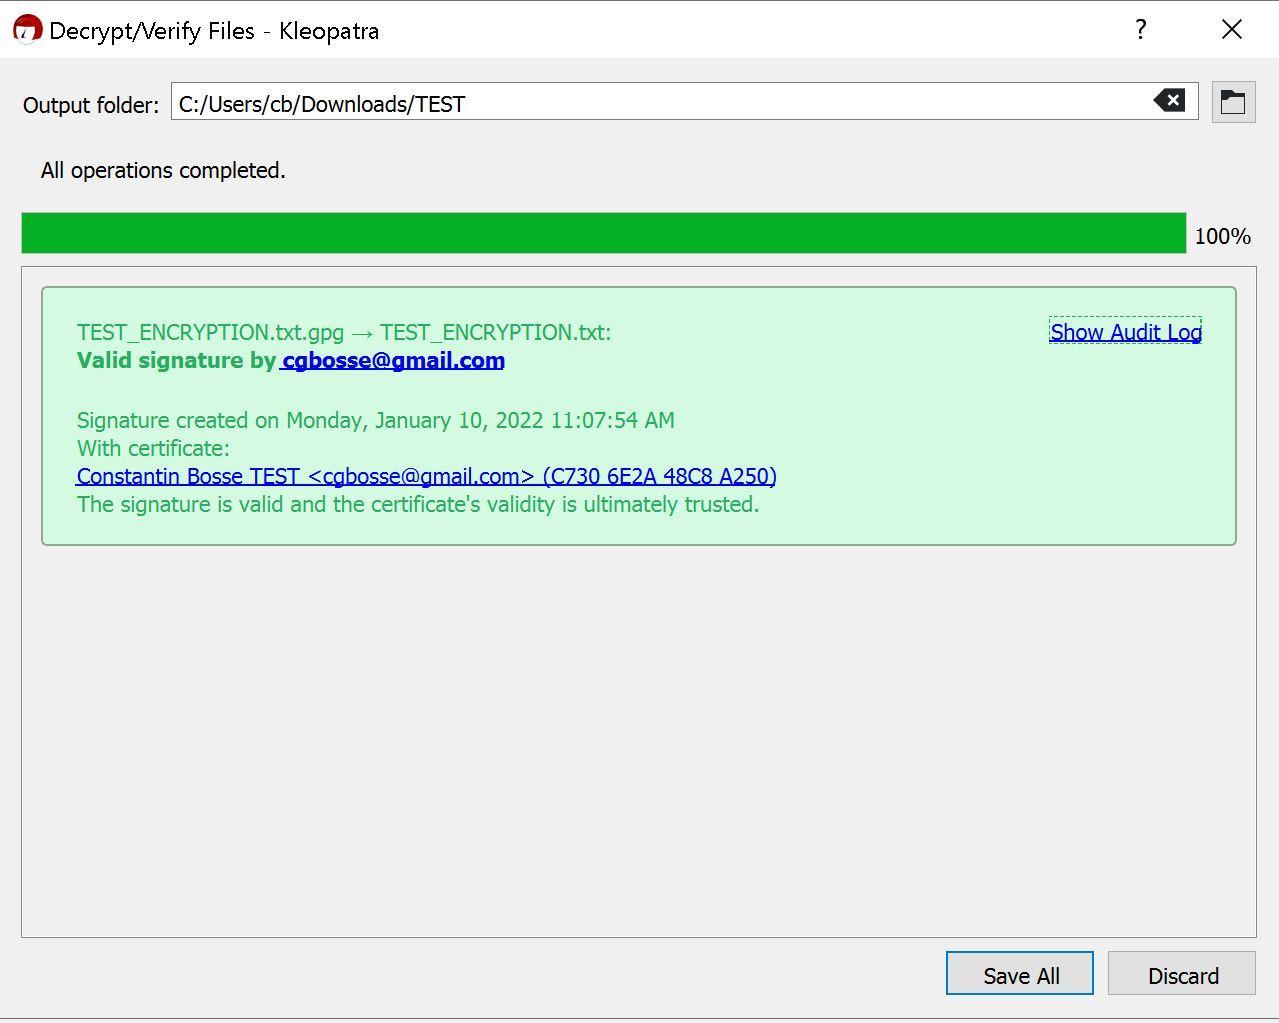 Decrypt/Verify Files - Kleopatra
?
Output folder: C:/Users/cb/Downloads/TEST
All operations completed.
100%
TEST_ENCRYPTION.txt.gpg → TEST_ENCRYPTION.txt:
Show Audit Log
Valid signature by cgbosse@gmail.com
Signature created on Monday, January 10, 2022 11:07:54 AM
With certificate:
Constantin Bosse TEST <cgbosse@gmail.com> (C730 6E2A 48C8 A250)
The signature is valid and the certificate's validity is ultimately trusted.
Save All
Discard